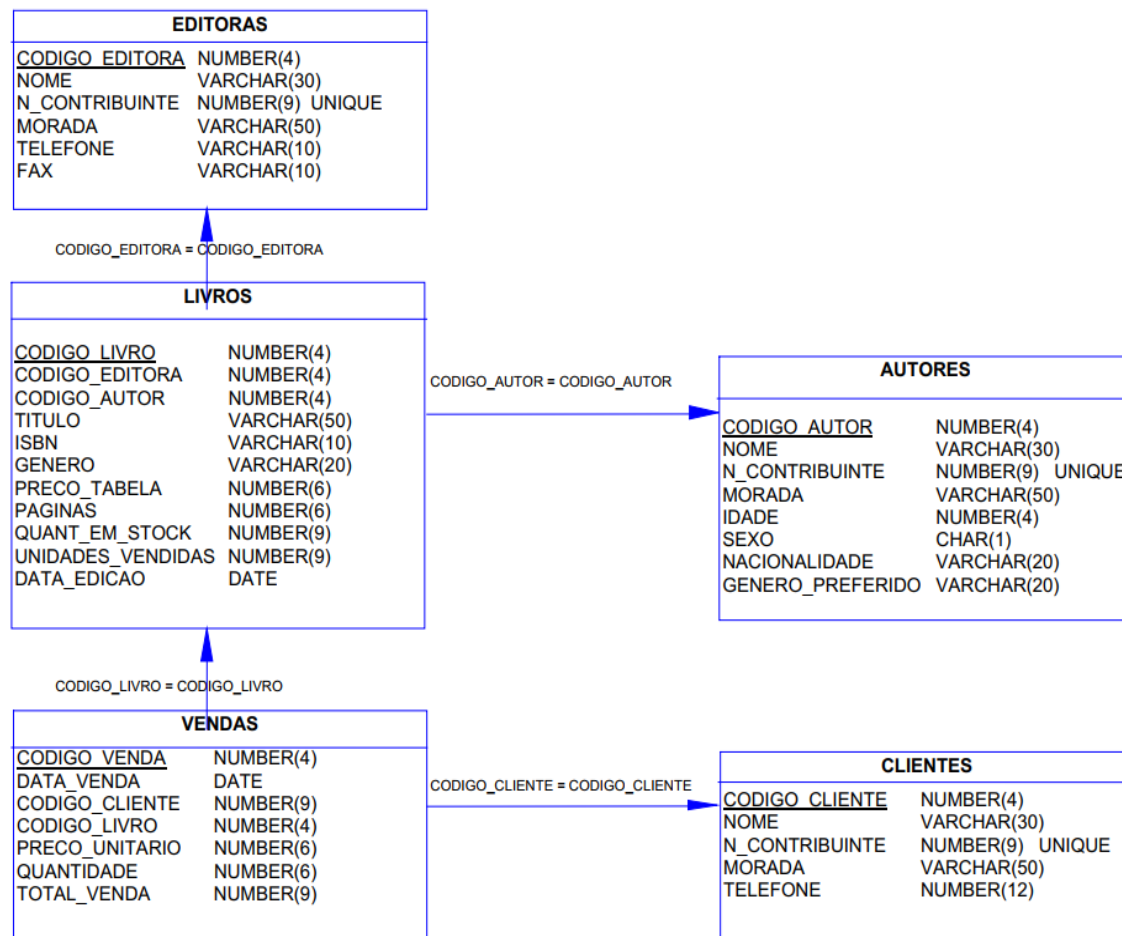 EDITORAS
CODIGO_EDITORA NUMBER(4)
NOME VARCHAR(30)
N_CONTRIBUINTE NUMBER(9) UNIQUE
MORADA VARCHAR(50)
TELEFONE VARCHAR(10)
FAX VARCHAR(10)
CODIGO_EDITORA = CODIGO_EDITORA
LIVROS
CODIGO_LIVRO NUMBER(4)
CODIGO_EDITORA NUMBER(4)
CODIGO_AUTOR NUMBER(4)
TITULO VARCHAR(50)
ISBN VARCHAR(10)
GENERO VARCHAR(20)
PRECO_TABELA NUMBER(6)
PAGINAS NUMBER(6)
QUANT_EM_STOCK NUMBER(9)
UNIDADES_VENDIDAS NUMBER(9)
DATA_EDICAO DATE
CODIGO_AUTOR = CODIGO_AUTOR
AUTORES
CODIGO_AUTOR NUMBER(4)
NOME VARCHAR(30)
N_CONTRIBUINTE NUMBER(9) UNIQUE
MORADA VARCHAR(50)
IDADE NUMBER(4)
SEXO CHAR(1)
NACIONALIDADE VARCHAR(20)
GENERO_PREFERIDO VARCHAR(20)
CODIGO_LIVRO = CODIGO_LIVRO
VENDAS
CODIGO_VENDA NUMBER(4)
DATA_VENDA DATE
CODIGO_CLIENTE NUMBER(9)
CODIGO_LIVRO NUMBER(4)
PRECO_UNITARIO NUMBER(6)
QUANTIDADE NUMBER(6)
TOTAL_VENDA NUMBER(9)
CODIGO_CLIENTE = CODIGO_CLIENTE
CLIENTES
CODIGO_CLIENTE NUMBER(4)
NOME VARCHAR(30)
N_CONTRIBUINTE NUMBER(9) UNIQUE
MORADA VARCHAR(50)
TELEFONE NUMBER(12)